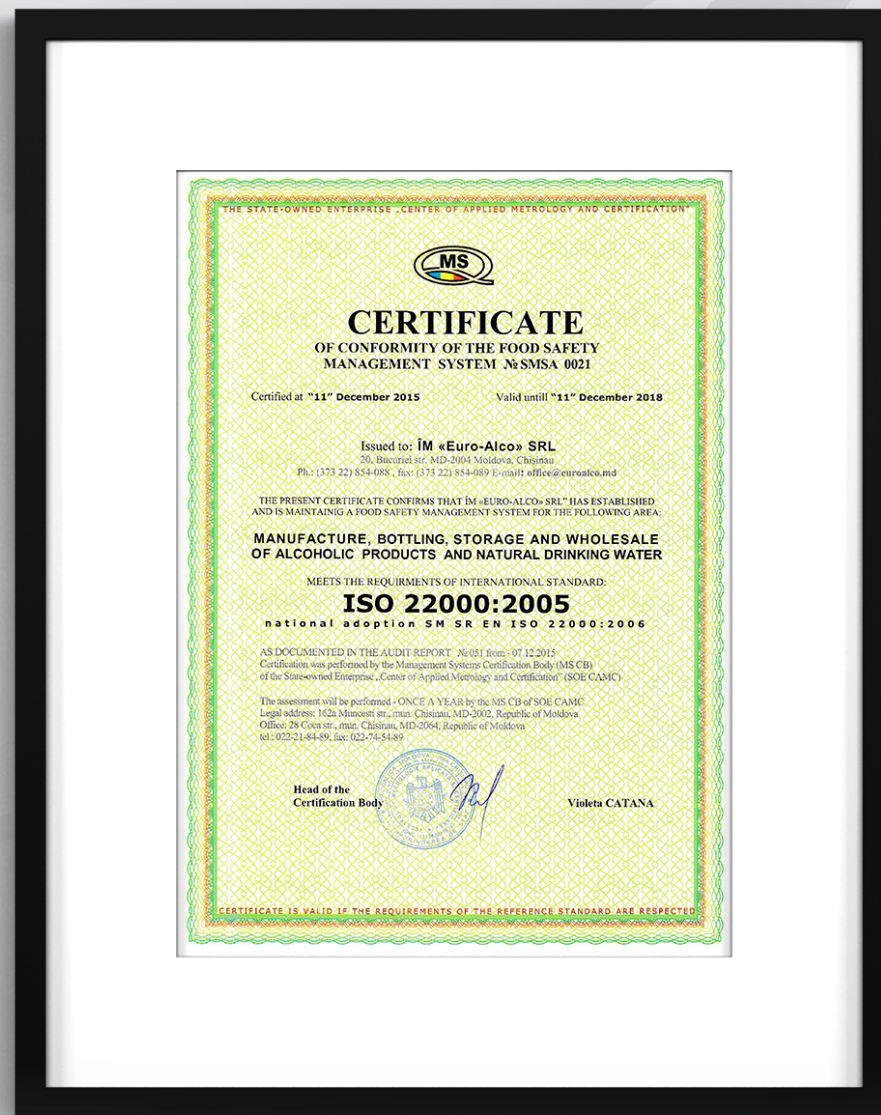 THE STATE-OWNED ENTERPRISE „CENTER OF APPLIED METROLOGY AND CERTIFICATION"
MS
CERTIFICATE
OF CONFORMITY OF THE FOOD SAFETY
MANAGEMENT SYSTEM № SMSA 0021
Certified at "11" December 2015 Valid untill "11" December 2018
Issued to: ÎM «Euro-Alco» SRL
20, Bucuriei str. MD-2004 Moldova, Chişinau
Ph.: (373 22) 854-088, fax: (373 22) 854-089 E-mail: office@euroalco.md
THE PRESENT CERTIFICATE CONFIRMS THAT ÎM «EURO-ALCO» SRL" HAS ESTABLISHED
AND IS MAINTAINIG A FOOD SAFETY MANAGEMENT SYSTEM FOR THE FOLLOWING AREA:
MANUFACTURE, BOTTLING, STORAGE AND WHOLESALE
OF ALCOHOLIC PRODUCTS AND NATURAL DRINKING WATER
MEETS THE REQUIRMENTS OF INTERNATIONAL STANDARD:
ISO 22000:2005
national adoption SM SR EN ISO 22000:2006
AS DOCUMENTED IN THE AUDIT REPORT № 051 from - 07.12.2015
Certification was performed by the Management Systems Certification Body (MS CB)
of the State-owned Enterprise „Center of Applied Metrology and Certification" (SOE CAMC)
The assessment will be performed - ONCE A YEAR by the MS CB of SOE CAMC
Legal address: 162a Muncesti str., mun. Chisinau, MD-2002, Republic of Moldova
Office: 28 Coca str., mun. Chisinau, MD-2064, Republic of Moldova
tel.: 022-21-84-89, fax: 022-74-54-89
Head of the
Certification Body Violeta CATANA
CERTIFICATE IS VALID IF THE REQUIREMENTS OF THE REFERENCE STANDARD ARE RESPECTED